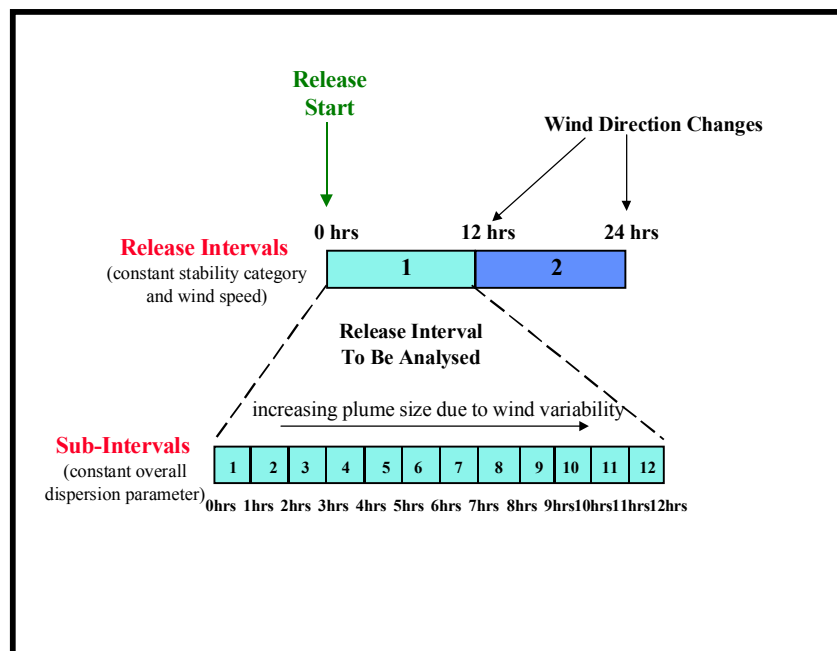 Release
Start
Wind Direction Changes
0 hrs
12 hrs
24 hrs
Release Intervals
(constant stability category
and wind speed)
1
2
Release Interval
To Be Analysed
increasing plume size due to wind variability
Sub-Intervals
(constant overall
dispersion parameter)
1 2 3 4 5 6 7 8 9 10 11 12
0hrs 1hrs 2hrs 3hrs 4hrs 5hrs 6hrs 7hrs 8hrs 9hrs10hrs11hrs12hrs